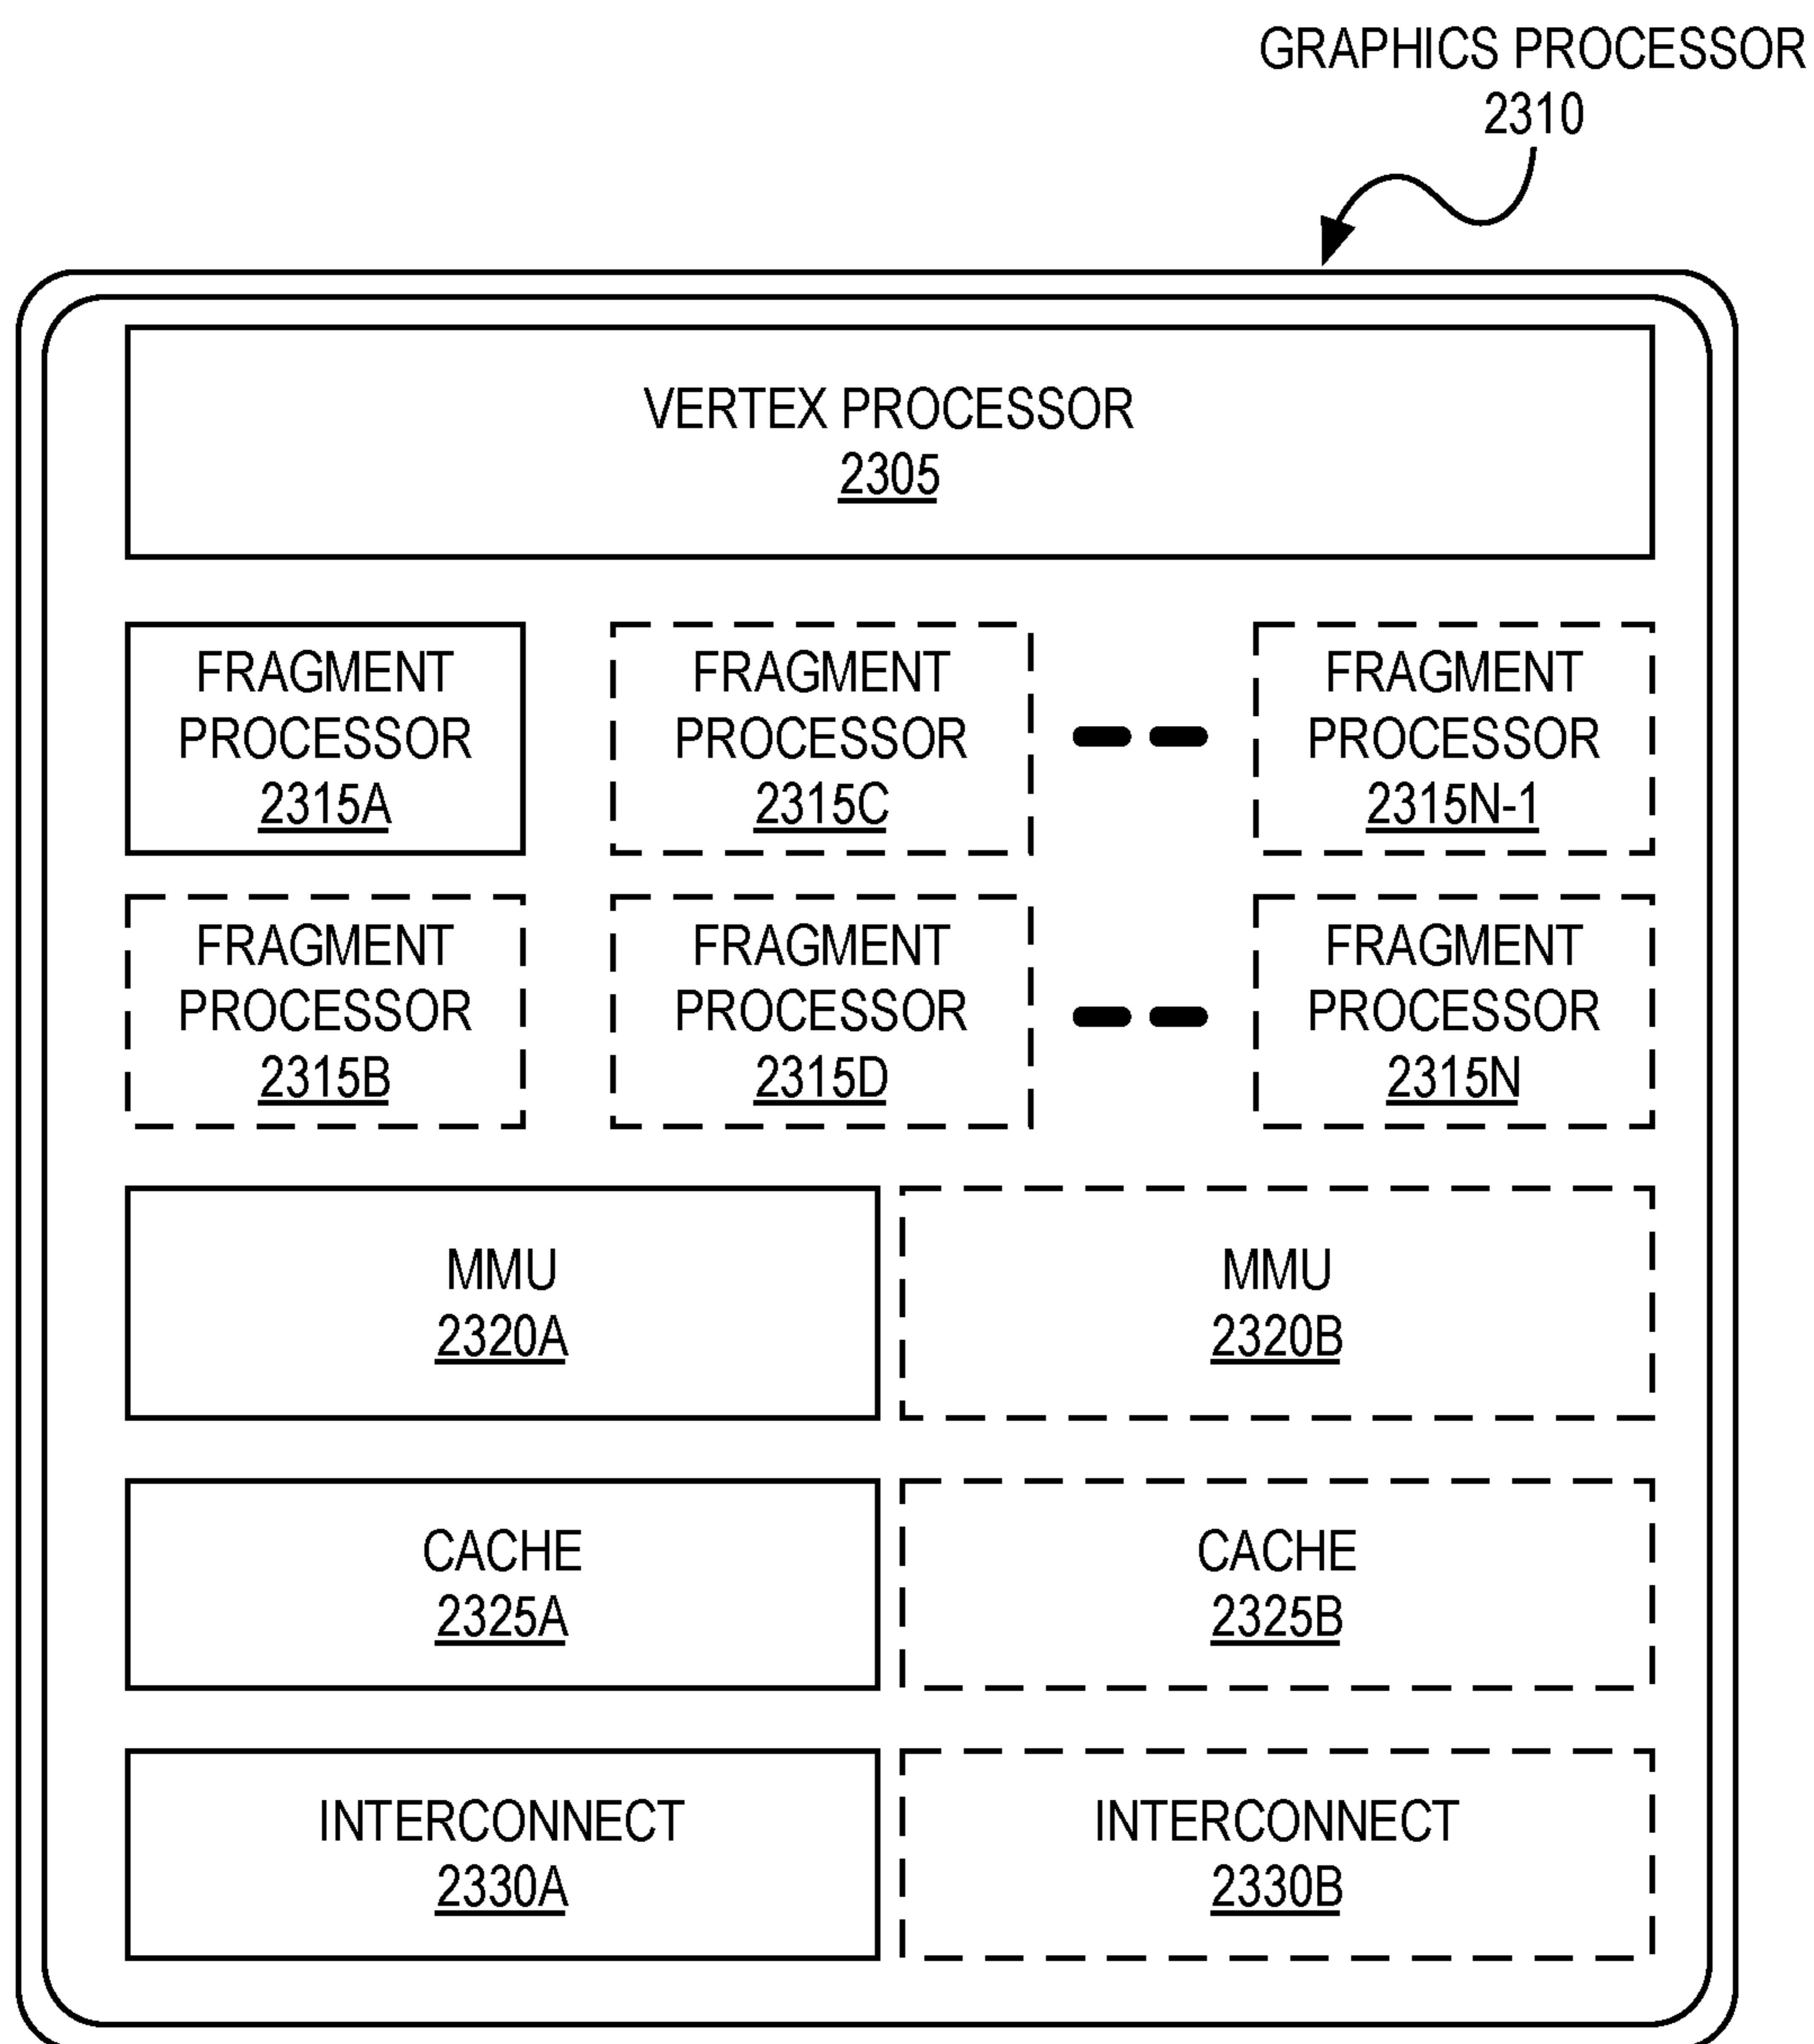 GRAPHICS PROCESSOR
2310
VERTEX PROCESSOR
2305
FRAGMENT
PROCESSOR
2315A
FRAGMENT
PROCESSOR
2315C
FRAGMENT
PROCESSOR
2315N-1
FRAGMENT
PROCESSOR
2315B
FRAGMENT
PROCESSOR
2315D
FRAGMENT
PROCESSOR
2315N
MMU
2320A
MMU
2320B
CACHE
2325A
CACHE
2325B
INTERCONNECT
2330A
INTERCONNECT
2330B